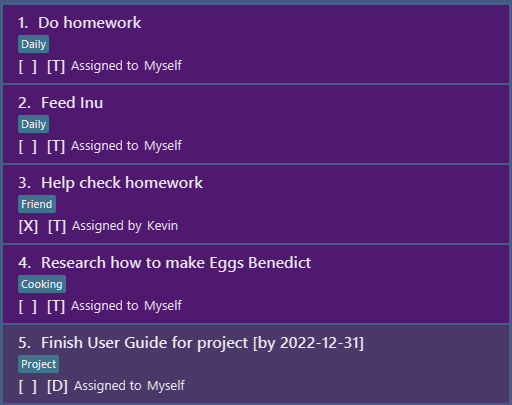 1. Do homework
Daily
[ ] [T] Assigned to Myself
2. Feed Inu
Daily
[ ] [T] Assigned to Myself
3. Help check homework
Friend
[X] [T] Assigned by Kevin
4. Research how to make Eggs Benedict
Cooking
[ ] [T] Assigned to Myself
5. Finish User Guide for project [by 2022-12-31]
Project
[ ] [D] Assigned to Myself